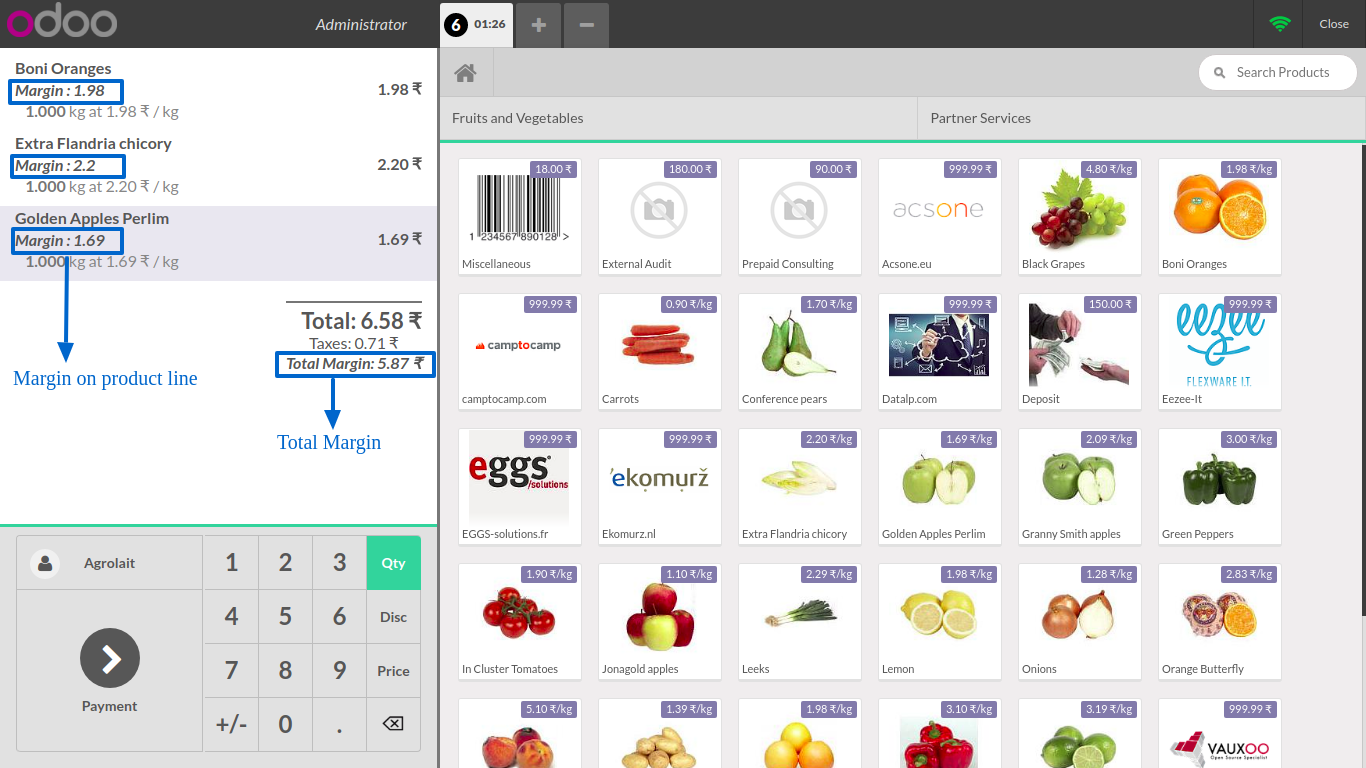 odoo
Administrator
6 01:26
+
−
Close
Boni Oranges
Margin : 1.98
1.98 ₹
1.000 kg at 1.98 ₹ / kg
Extra Flandria chicory
Margin : 2.2
2.20 ₹
1.000 kg at 2.20 ₹ / kg
Golden Apples Perlim
Margin : 1.69
1.69 ₹
1.000 kg at 1.69 ₹ / kg
Total: 6.58 ₹
Taxes: 0.71 ₹
Total Margin: 5.87 ₹
Margin on product line
Total Margin
Agrolait
Payment
1 2 3 Qty
4 5 6 Disc
7 8 9 Price
+/- 0 .
Search Products
Fruits and Vegetables
Partner Services
18.00 ₹
1 234567 890128 >
Miscellaneous
180.00 ₹
External Audit
90.00 ₹
Prepaid Consulting
999.99 ₹
acsone
Acsone.eu
4.80 ₹/kg
Black Grapes
1.98 ₹/kg
Boni Oranges
999.99 ₹
camptocamp
camptocamp.com
0.90 ₹/kg
Carrots
1.70 ₹/kg
Conference pears
999.99 ₹
Datalp.com
150.00 ₹
Deposit
999.99 ₹
eezee
FLEXWARE I.T.
Eezee-It
999.99 ₹
eggs
/solutions
EGGS-solutions.fr
999.99 ₹
'ekomurž
Ekomurz.nl
2.20 ₹/kg
Extra Flandria chicory
1.69 ₹/kg
Golden Apples Perlim
2.09 ₹/kg
Granny Smith apples
3.00 ₹/kg
Green Peppers
1.90 ₹/kg
In Cluster Tomatoes
1.10 ₹/kg
Jonagold apples
2.29 ₹/kg
Leeks
1.98 ₹/kg
Lemon
1.28 ₹/kg
Onions
2.83 ₹/kg
Orange Butterfly
5.10 ₹/kg
1.39 ₹/kg
1.98 ₹/kg
3.10 ₹/kg
3.19 ₹/kg
999.99 ₹
VAUXOO
Open Source Specialist